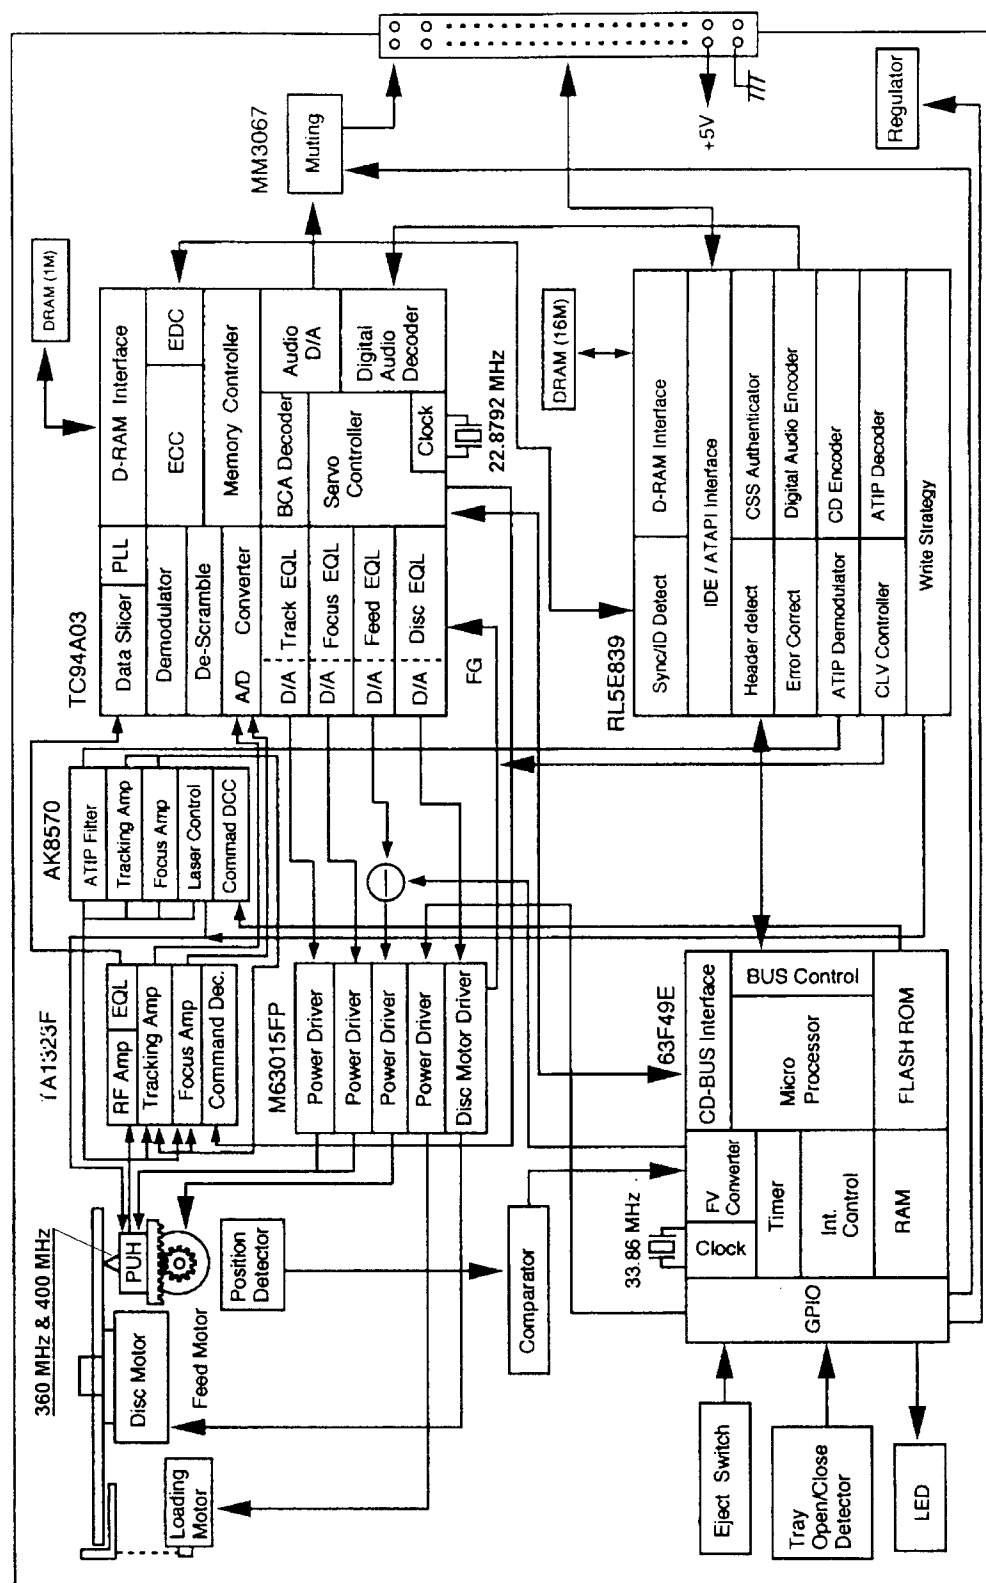 360 MHz & 400 MHz
Disc Motor
Feed Motor
Loading
Motor
PUH
Position
Detector
Comparator
TA1323F
RF Amp
EQL
Tracking Amp
Focus Amp
Command Dec.
AK8570
ATIP Filter
Tracking Amp
Focus Amp
Laser Control
Commad DCC
M63015FP
Power Driver
Power Driver
Power Driver
Power Driver
Disc Motor Driver
TC94A03
Data Slicer
PLL
D-RAM Interface
Demodulator
ECC
EDC
De-Scramble
Memory Controller
A/D
Converter
D/A
Track EQL
BCA Decoder
Audio
D/A
D/A
Focus EQL
Servo
Controller
D/A
Feed EQL
Digital
Audio
Decoder
D/A
Disc EQL
Clock
22.8792 MHz
FG
DRAM (1M)
MM3067
Muting
+5V
Regulator
DRAM (16M)
RL5E839
Sync/ID Detect
D-RAM Interface
IDE / ATAPI Interface
Header detect
CSS Authenticator
Error Correct
Digital Audio Encoder
ATIP Demodulator
CD Encoder
CLV Controller
ATIP Decoder
Write Strategy
63F49E
33.86 MHz
Clock
FV
Converter
CD-BUS Interface
BUS Control
Timer
Micro
Processor
Int.
Control
RAM
FLASH ROM
GPIO
Eject Switch
Tray
Open/Close
Detector
LED